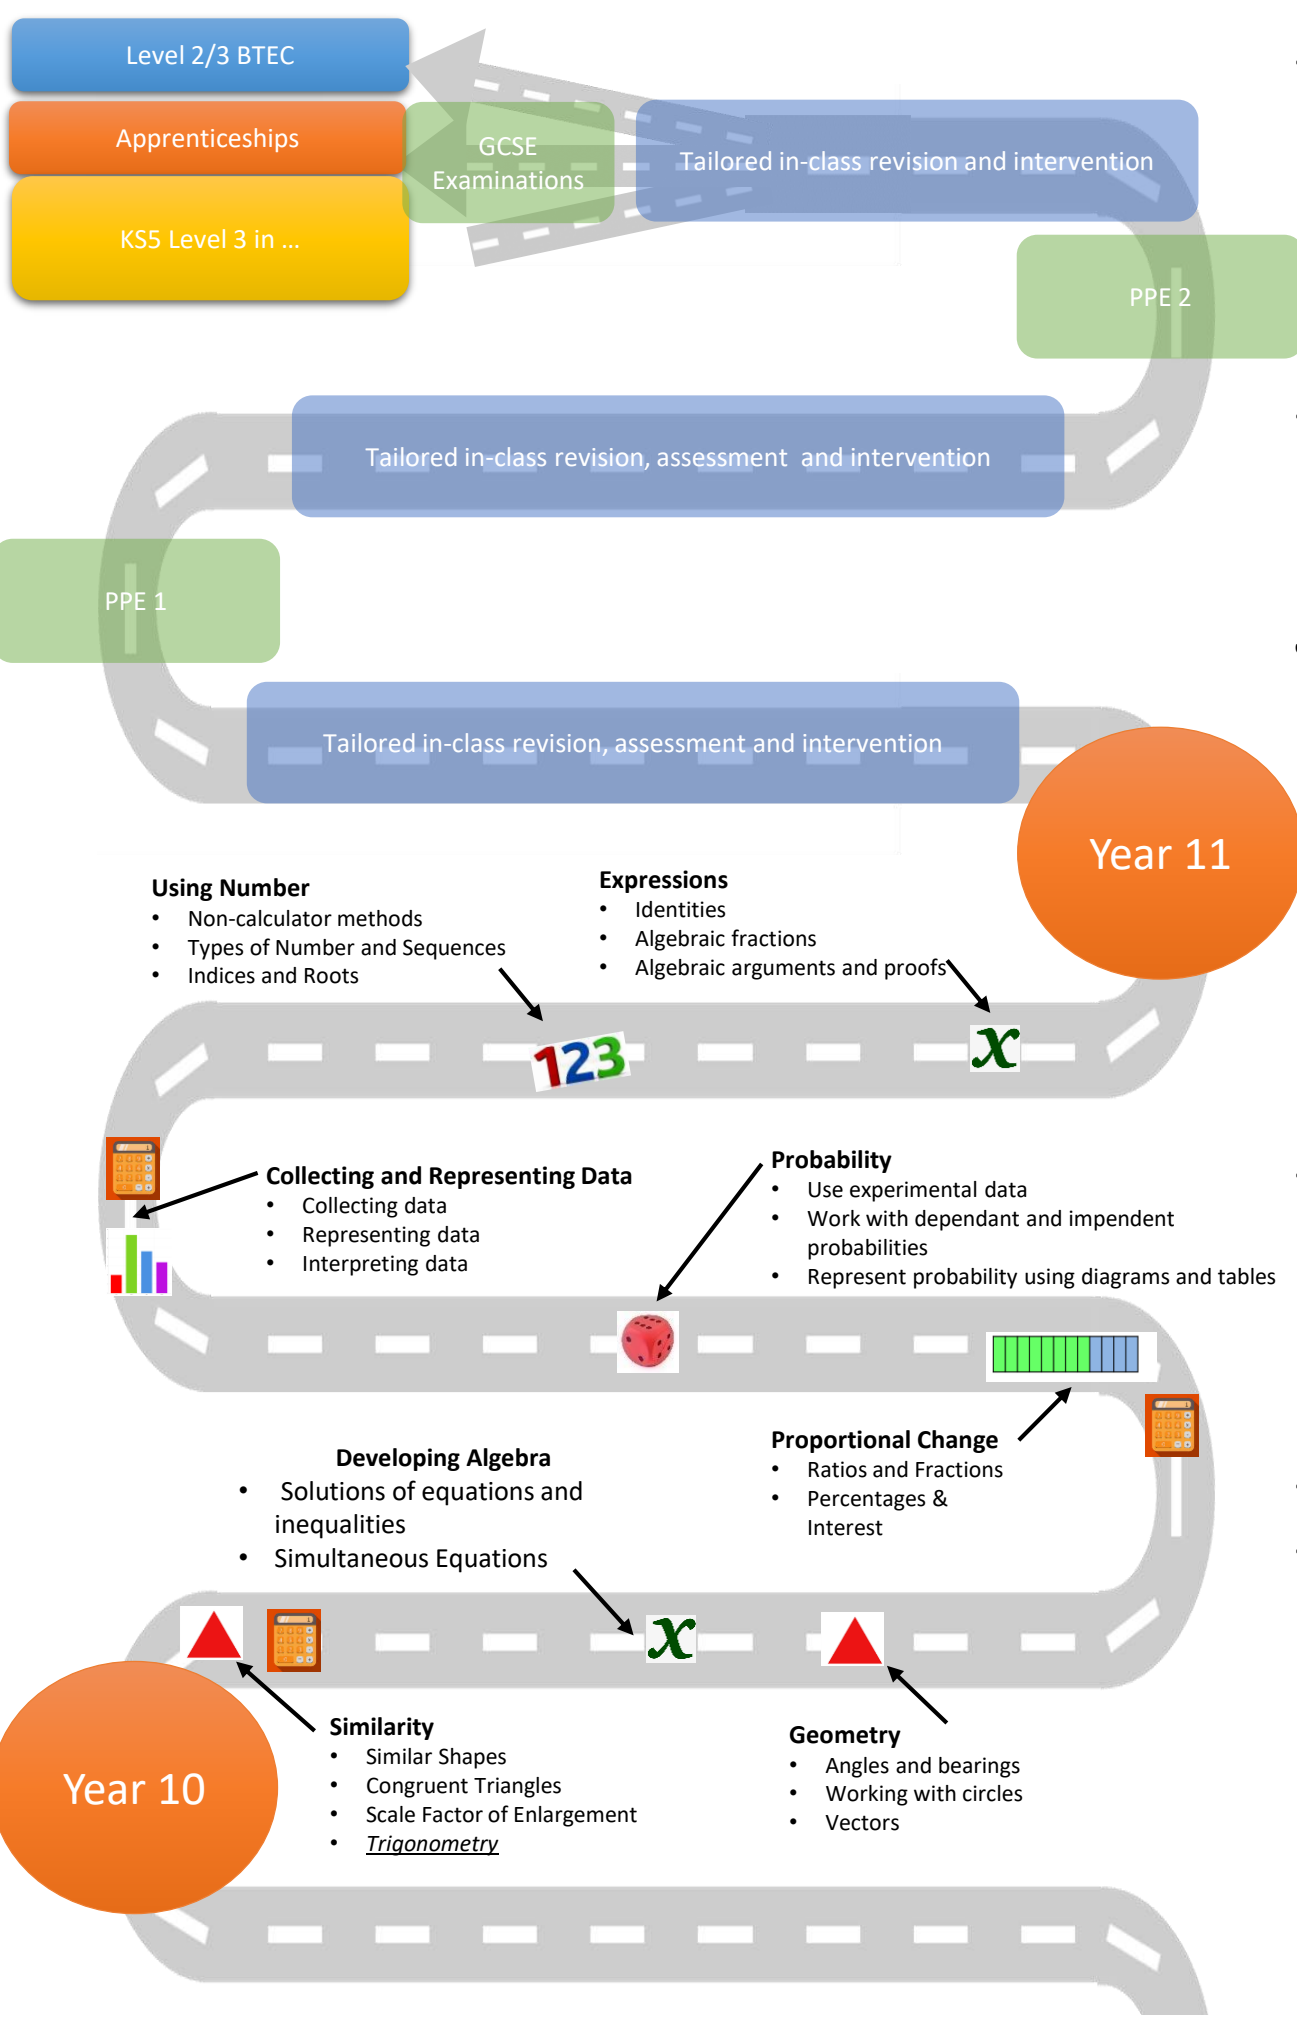 Level 2/3 BTEC
Apprenticeships
KS5 Level 3 in ...
GCSE
Examinations
Tailored in-class revision and intervention
PPE 2
Tailored in-class revision, assessment  and intervention
PPE 1
Tailored in-class revision, assessment and intervention
Year 11
Using Number
• Non-calculator methods
• Types of Number and Sequences
• Indices and Roots
Expressions
• Identities
• Algebraic fractions
• Algebraic arguments and proofs
123
x
Collecting and Representing Data
• Collecting data
• Representing data
• Interpreting data
Probability
• Use experimental data
• Work with dependant and impendent
probabilities
• Represent probability using diagrams and tables
Proportional Change
• Ratios and Fractions
• Percentages &
Interest
Developing Algebra
• Solutions of equations and
inequalities
• Simultaneous Equations
x
Year 10
Similarity
• Similar Shapes
• Congruent Triangles
• Scale Factor of Enlargement
• Trigonometry
Geometry
• Angles and bearings
• Working with circles
• Vectors